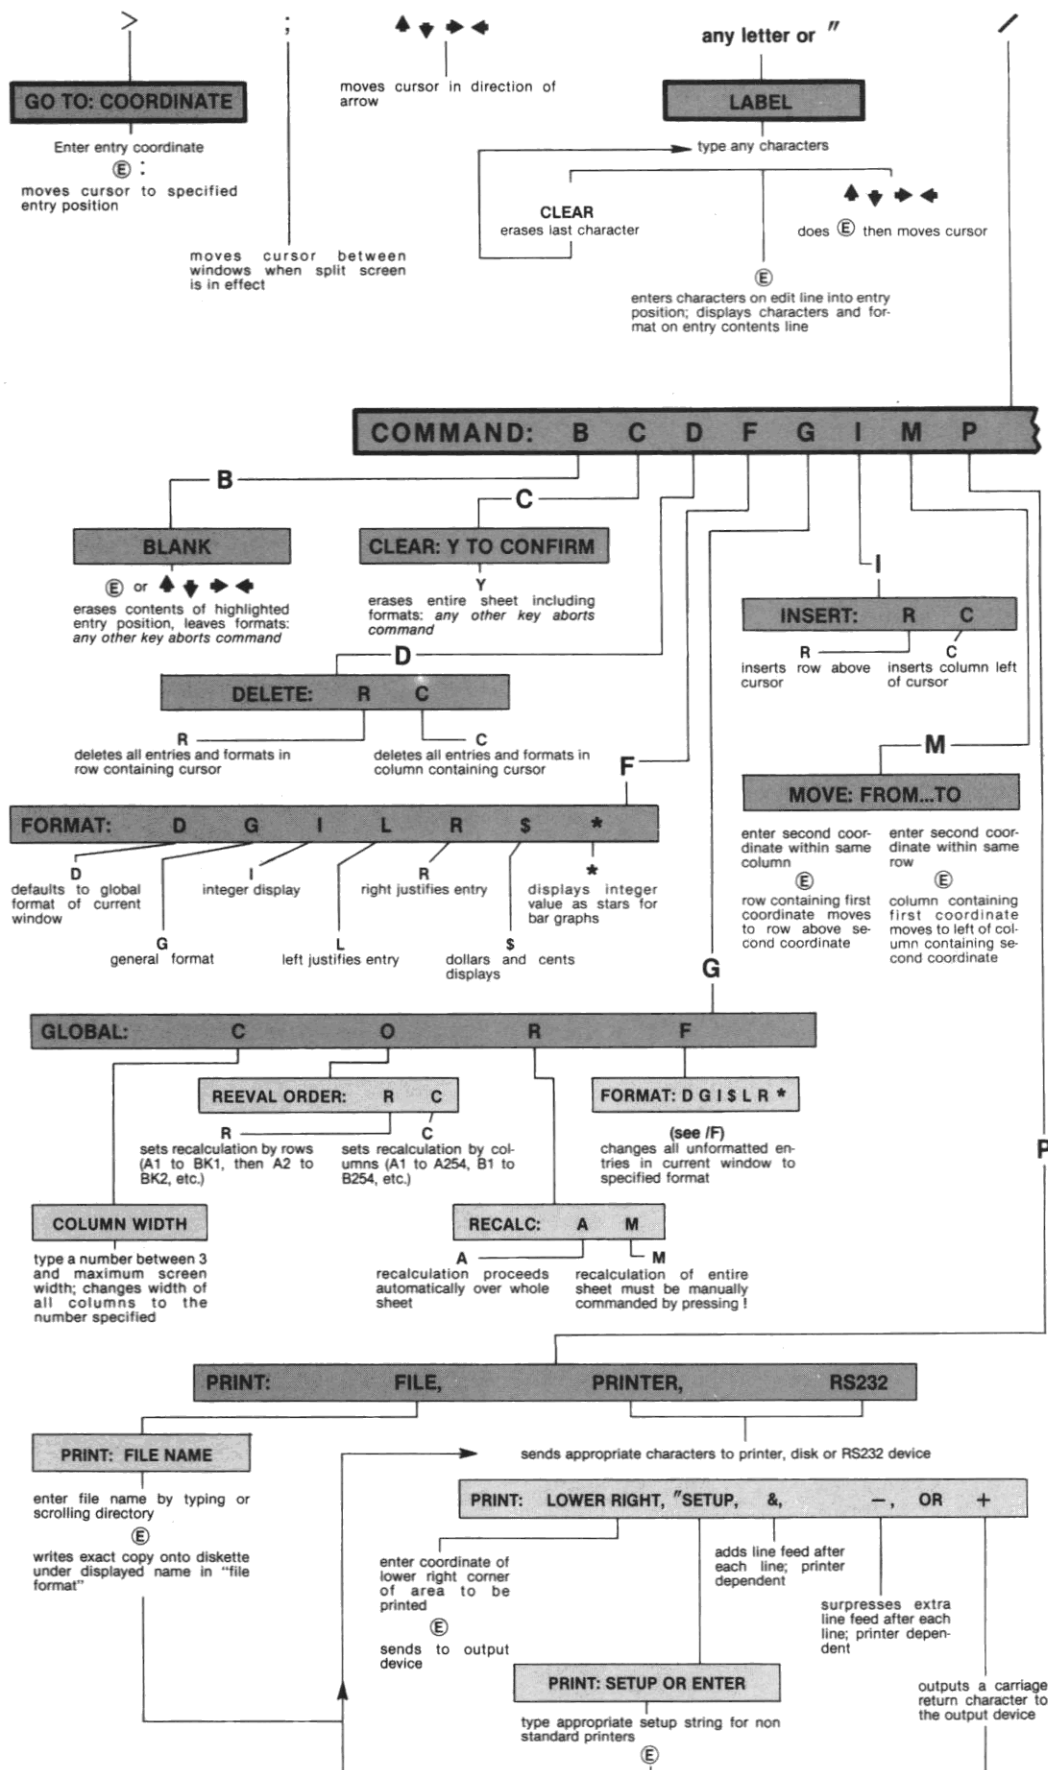 >
;
any letter or "
/
GO TO: COORDINATE
Enter entry coordinate
Ⓔ :
moves cursor to specified
entry position
moves cursor between
windows when split screen
is in effect
moves cursor in direction of
arrow
LABEL
type any characters
CLEAR
erases last character
does Ⓔ then moves cursor
Ⓔ
enters characters on edit line into entry
position; displays characters and for-
mat on entry contents line
COMMAND: B C D F G I M P
B
BLANK
Ⓔ or
erases contents of highlighted
entry position, leaves formats:
any other key aborts command
C
CLEAR: Y TO CONFIRM
Y
erases entire sheet including
formats: any other key aborts
command
I
INSERT: R C
R
inserts row above
cursor
C
inserts column left
of cursor
D
DELETE: R C
R
deletes all entries and formats in
row containing cursor
C
deletes all entries and formats in
column containing cursor
M
MOVE: FROM...TO
enter second coor-
dinate within same
column
Ⓔ
row containing first
coordinate moves
to row above se-
cond coordinate
enter second coor-
dinate within same
row
Ⓔ
column containing
first coordinate
moves to left of col-
umn containing se-
cond coordinate
F
FORMAT: D G I L R $ *
D
defaults to global
format of current
window
G
general format
I
integer display
L
left justifies entry
R
right justifies entry
$
dollars and cents
displays
*
displays integer
value as stars for
bar graphs
G
GLOBAL: C O R F
REEVAL ORDER: R C
R
sets recalculation by rows
(A1 to BK1, then A2 to
BK2, etc.)
C
sets recalculation by col-
umns (A1 to A254, B1 to
B254, etc.)
FORMAT: D G I $ L R *
(see /F)
changes all unformatted en-
tries in current window to
specified format
COLUMN WIDTH
type a number between 3
and maximum screen
width; changes width of
all columns to the
number specified
RECALC: A M
A
recalculation proceeds
automatically over whole
sheet
M
recalculation of entire
sheet must be manually
commanded by pressing !
P
PRINT: FILE, PRINTER, RS232
PRINT: FILE NAME
enter file name by typing or
scrolling directory
Ⓔ
writes exact copy onto diskette
under displayed name in "file
format"
sends appropriate characters to printer, disk or RS232 device
PRINT: LOWER RIGHT, "SETUP, &, −, OR +
enter coordinate of
lower right corner
of area to be
printed
Ⓔ
sends to output
device
adds line feed after
each line; printer
dependent
surpresses extra
line feed after each
line; printer depen-
dent
outputs a carriage
return character to
the output device
PRINT: SETUP OR ENTER
type appropriate setup string for non
standard printers
Ⓔ